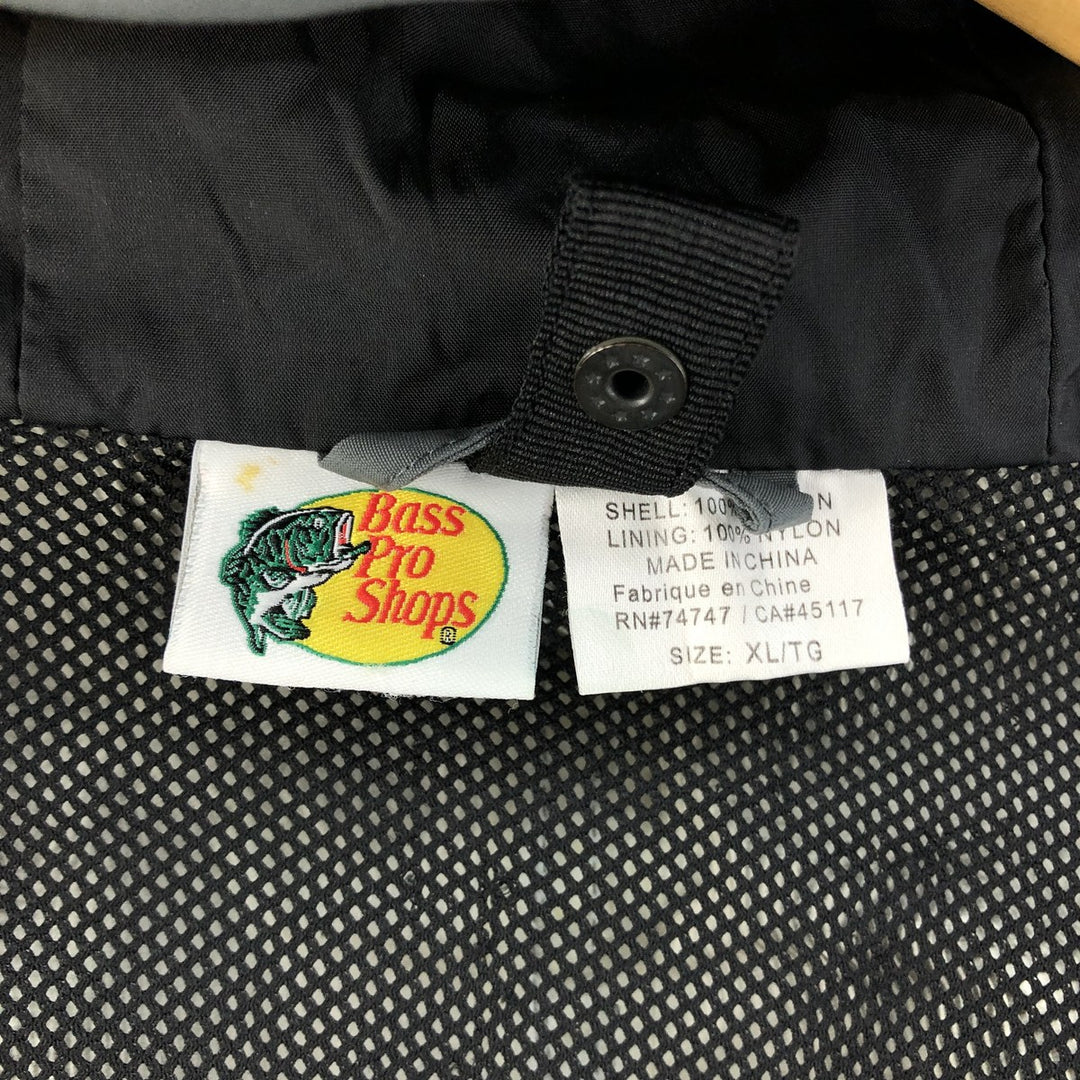 Bass
Pro
Shops
®
SHELL: 100% ON
LINING: 100% NYLON
MADE IN CHINA
Fabrique en Chine
RN#74747 / CA#45117
SIZE: XL/TG